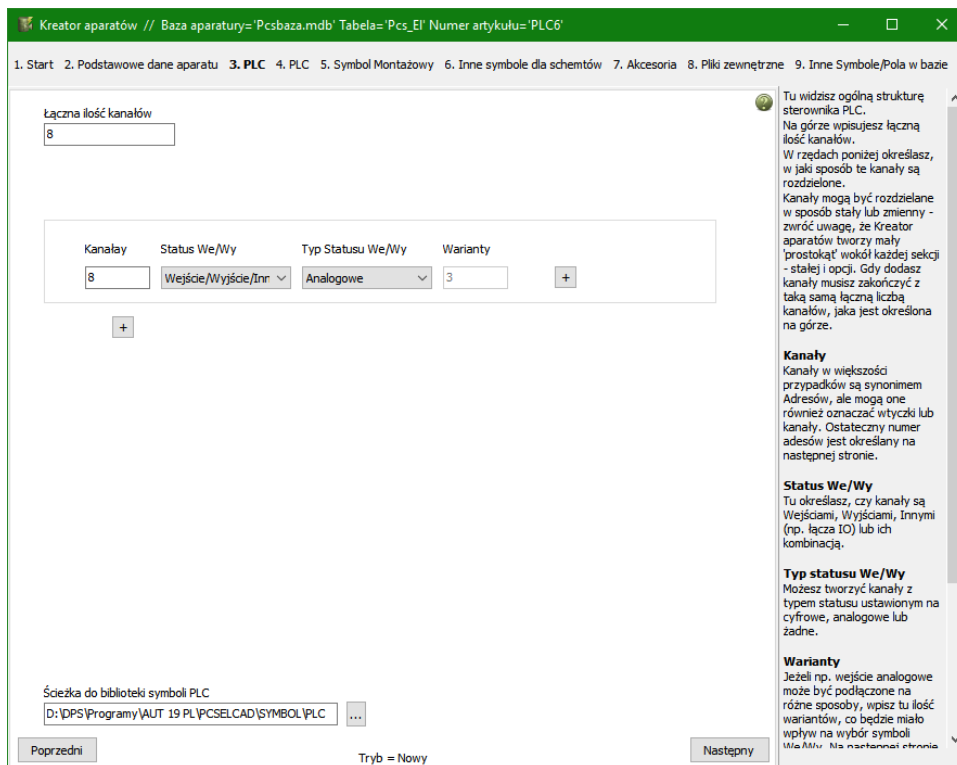 Kreator aparatów // Baza aparatury='Pcsbaza.mdb' Tabela='Pcs_El' Numer artykułu='PLC6'
1. Start 2. Podstawowe dane aparatu 3. PLC 4. PLC 5. Symbol Montażowy 6. Inne symbole dla schemtów 7. Akcesoria 8. Pliki zewnętrzne 9. Inne Symbole/Pola w bazie
Łączna ilość kanałów
8
Kanałay Status We/Wy Typ Statusu We/Wy Warianty
8 Wejście/Wyjście/Inn Analogowe 3 +
+
Ścieżka do biblioteki symboli PLC
D:\DPS\Programy\AUT 19 PL\PCSELCAD\SYMBOL\PLC ...
Poprzedni Tryb = Nowy Następny
?
Tu widzisz ogólną strukturę
sterownika PLC.
Na górze wpisujesz łączną
ilość kanałów.
W rzędach poniżej określasz,
w jaki sposób te kanały są
rozdzielone.
Kanały mogą być rozdzielane
w sposób stały lub zmienny -
zwróć uwagę, że Kreator
aparatów tworzy mały
'prostokąt' wokół każdej sekcji
- stałej i opcji. Gdy dodasz
kanały musisz zakończyć z
taką samą łączną liczbą
kanałów, jaka jest określona
na górze.
Kanały
Kanały w większości
przypadków są synonimem
Adresów, ale mogą one
również oznaczać wtyczki lub
kanały. Ostateczny numer
adesów jest określany na
następnej stronie.
Status We/Wy
Tu określasz, czy kanały są
Wejściami, Wyjściami, Innymi
(np. łącza IO) lub ich
kombinacją.
Typ statusu We/Wy
Możesz tworzyć kanały z
typem statusu ustawionym na
cyfrowe, analogowe lub
żadne.
Warianty
Jeżeli np. wejście analogowe
może być podłączone na
różne sposoby, wpisz tu ilość
wariantów, co będzie miało
wpływ na wybór symboli
We/Wy. Na następnej stronie